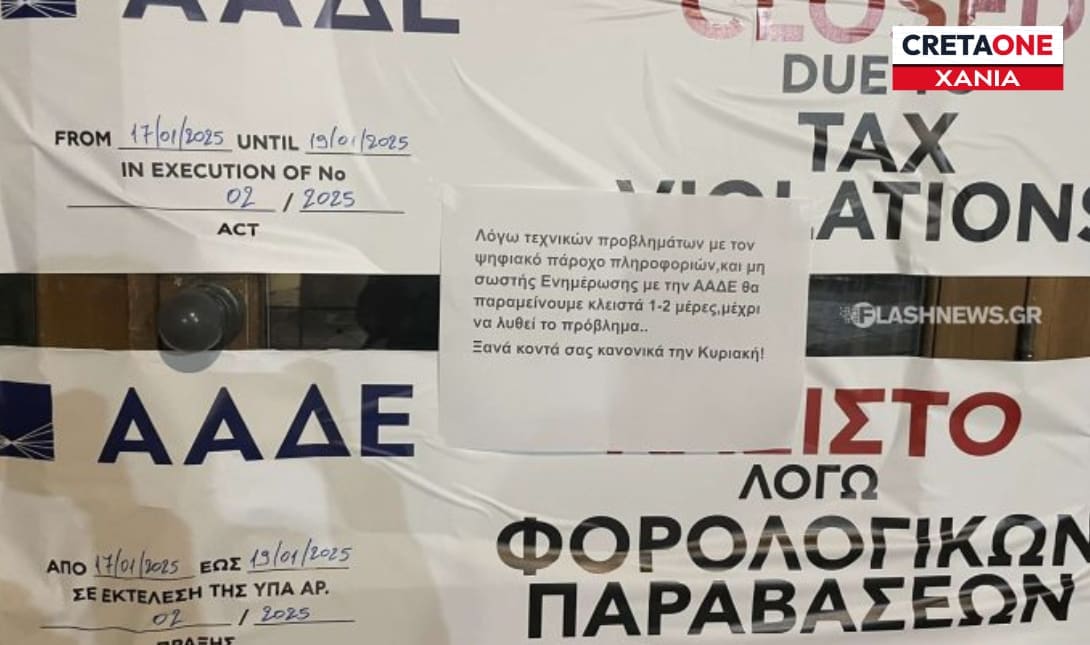 ΑΑΔΕ
CLOSED
DUE TO
TAX
VIOLATIONS
CRETAONE
ΧΑΝΙΑ
FROM 17/01/2025 UNTIL 19/01/2025
IN EXECUTION OF No
02 / 2025
ACT
Λόγω τεχνικών προβλημάτων με τον
ψηφιακό πάροχο πληροφοριών,και μη
σωστής Ενημέρωσης με την ΑΑΔΕ θα
παραμείνουμε κλειστά 1-2 μέρες,μέχρι
να λυθεί το πρόβλημα..
Ξανά κοντά σας κανονικά την Κυριακή!
FLASHNEWS.GR
ΑΑΔΕ
ΚΛΕΙΣΤΟ
ΛΟΓΩ
ΦΟΡΟΛΟΓΙΚΩΝ
ΠΑΡΑΒΑΣΕΩΝ
ΑΠΟ 17/01/2025 ΕΩΣ 19/01/2025
ΣΕ ΕΚΤΕΛΕΣΗ ΤΗΣ ΥΠΑ ΑΡ.
02 / 2025
ΠΡΑΞΗΣ